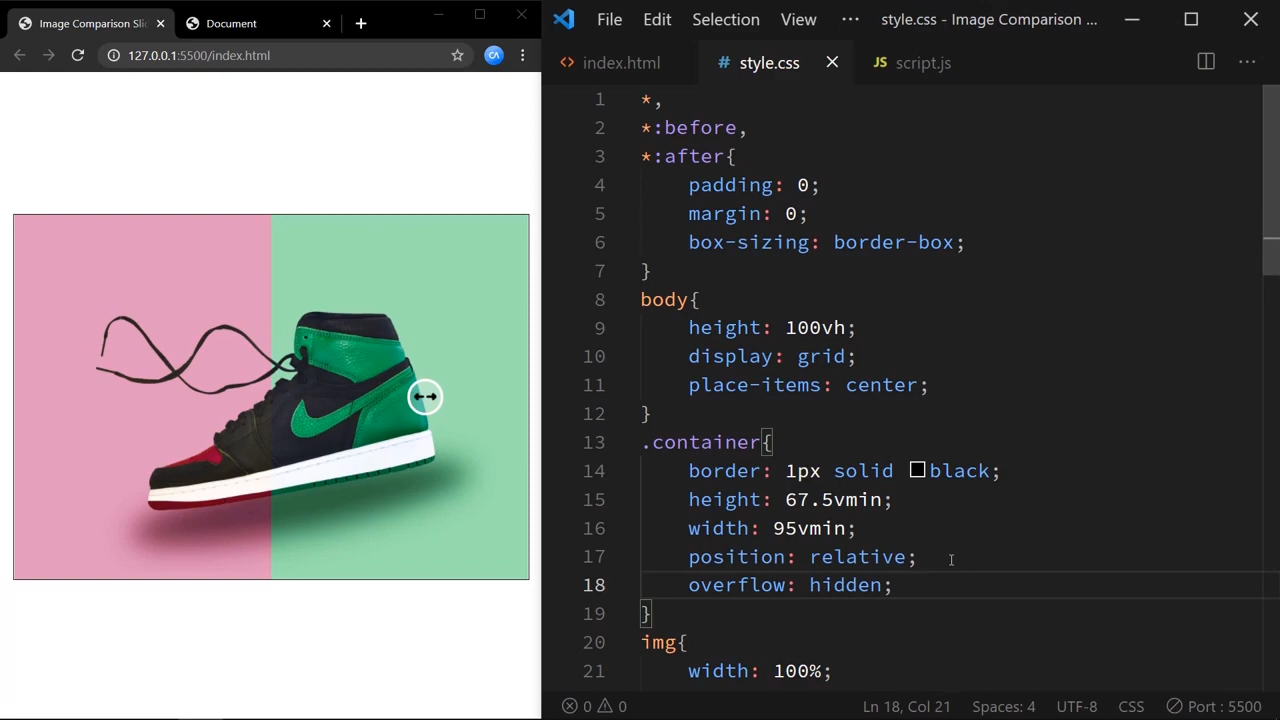 Image Comparison Slic
Document
127.0.0.1:5500/index.html
File Edit Selection View ··· style.css - Image Comparison ...
index.html
# style.css
JS script.js
1 *,
2 *:before,
3 *:after{
4 padding: 0;
5 margin: 0;
6 box-sizing: border-box;
7 }
8 body{
9 height: 100vh;
10 display: grid;
11 place-items: center;
12 }
13 .container{
14 border: 1px solid black;
15 height: 67.5vmin;
16 width: 95vmin;
17 position: relative;
18 overflow: hidden;
19 }
20 img{
21 width: 100%;
0 0 Ln 18, Col 21 Spaces: 4 UTF-8 CSS Port : 5500